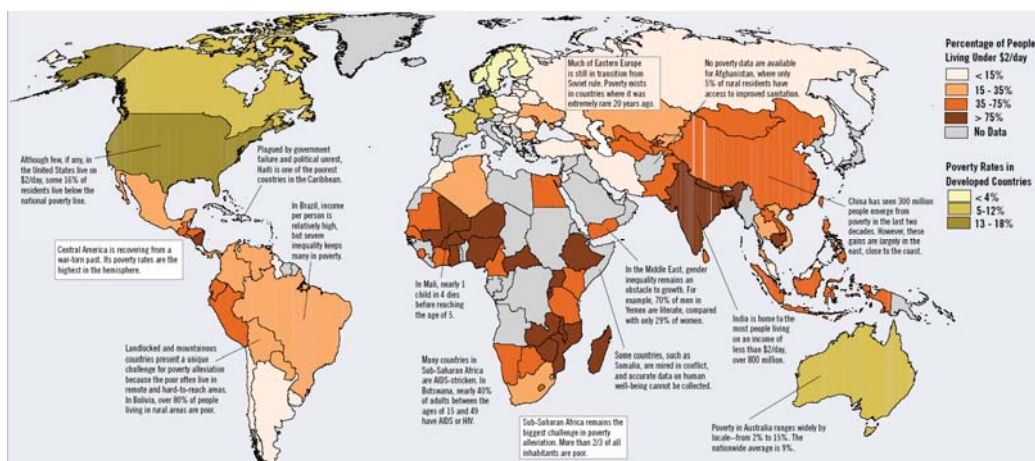 Much of Eastern Europe
is still in transition from
Soviet rule. Poverty exists
in countries where it was
extremely rare 20 years ago.
No poverty data are available
for Afghanistan, where only
5% of rural residents have
access to improved sanitation.
Percentage of People
Living Under $2/day
< 15%
15 - 35%
35 -75%
> 75%
No Data
Poverty Rates in
Developed Countries
< 4%
5-12%
13 - 18%
Although few, if any, in
the United States live on
$2/day, some 16% of
residents live below the
national poverty line.
Plagued by government
failure and political unrest,
Haiti is one of the poorest
countries in the Caribbean.
In Brazil, income
per person is
relatively high,
but severe
inequality keeps
many in poverty.
Central America is recovering from a
war-torn past. Its poverty rates are the
highest in the hemisphere.
Landlocked and mountainous
countries present a unique
challenge for poverty alleviation
because the poor often live in
remote and hard-to-reach areas.
In Bolivia, over 80% of people
living in rural areas are poor.
In Mali, nearly 1
child in 4 dies
before reaching
the age of 5.
Many countries in
Sub-Saharan Africa
are AIDS-stricken. In
Botswana, nearly 40%
of adults between the
ages of 15 and 49
have AIDS or HIV.
Sub-Saharan Africa remains the
biggest challenge in poverty
alleviation. More than 2/3 of all
inhabitants are poor.
In the Middle East, gender
inequality remains an
obstacle to growth. For
example, 70% of men in
Yemen are literate, compared
with only 29% of women.
Some countries, such as
Somalia, are mired in conflict,
and accurate data on human
well-being cannot be collected.
India is home to the
most people living
on an income of
less than $2/day,
over 800 million.
China has seen 300 million
people emerge from
poverty in the last two
decades. However, these
gains are largely in the
east, close to the coast.
Poverty in Australia ranges widely by
locale—from 2% to 15%. The
nationwide average is 9%.